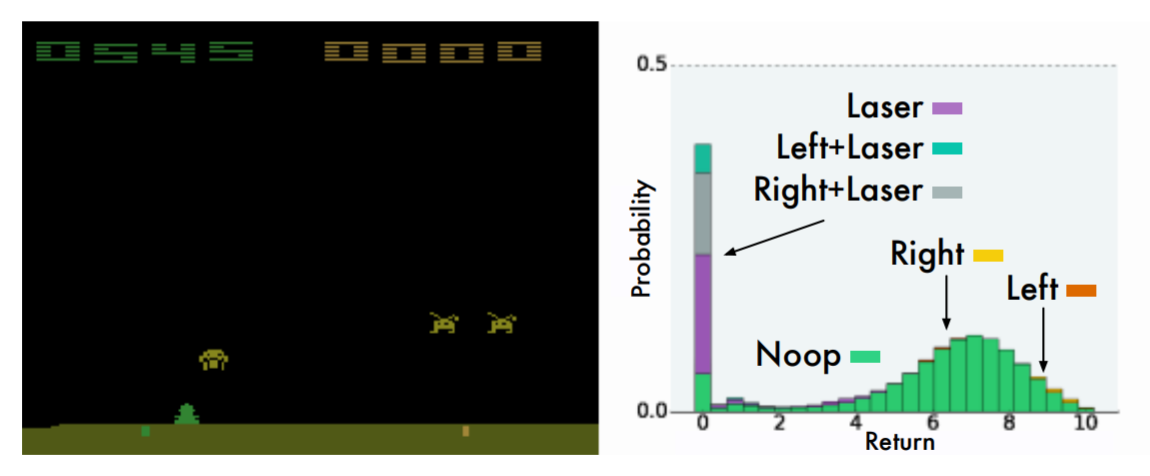 0545 0000
0.5
Laser
Left+Laser
Right+Laser
Right
Left
Noop
Probability
0.0
0 2 4 6 8 10
Return